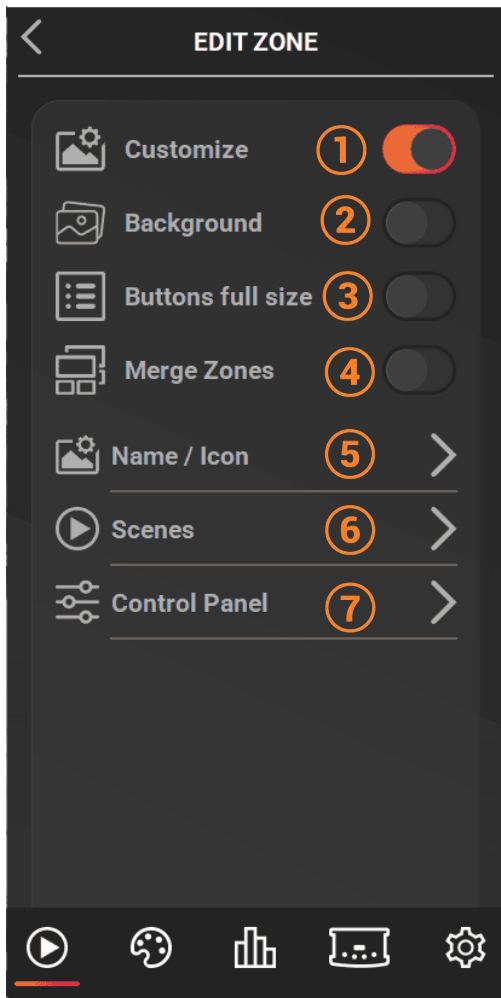 EDIT ZONE
Customize 1
Background 2
Buttons full size 3
Merge Zones 4
Name / Icon 5
Scenes 6
Control Panel 7